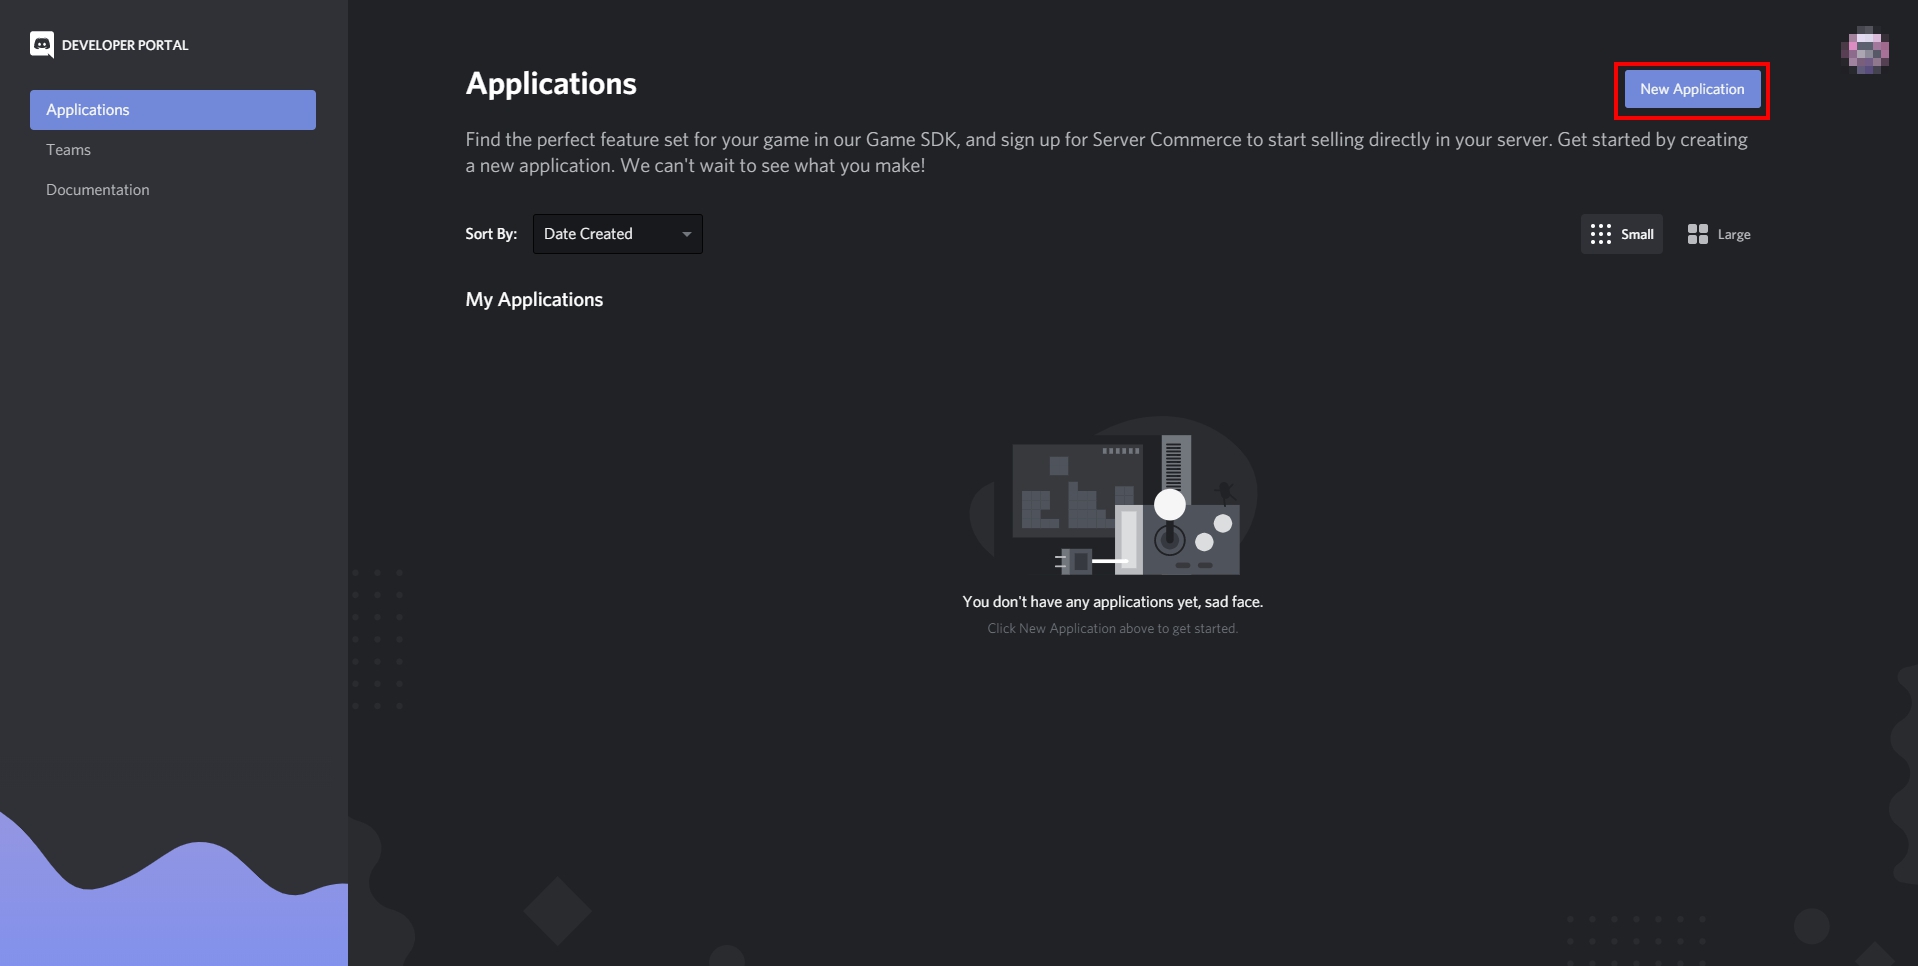 DEVELOPER PORTAL
Applications
Teams
Documentation
Applications
New Application
Find the perfect feature set for your game in our Game SDK, and sign up for Server Commerce to start selling directly in your server. Get started by creating
a new application. We can't wait to see what you make!
Sort By: Date Created
Small Large
My Applications
You don't have any applications yet, sad face.
Click New Application above to get started.